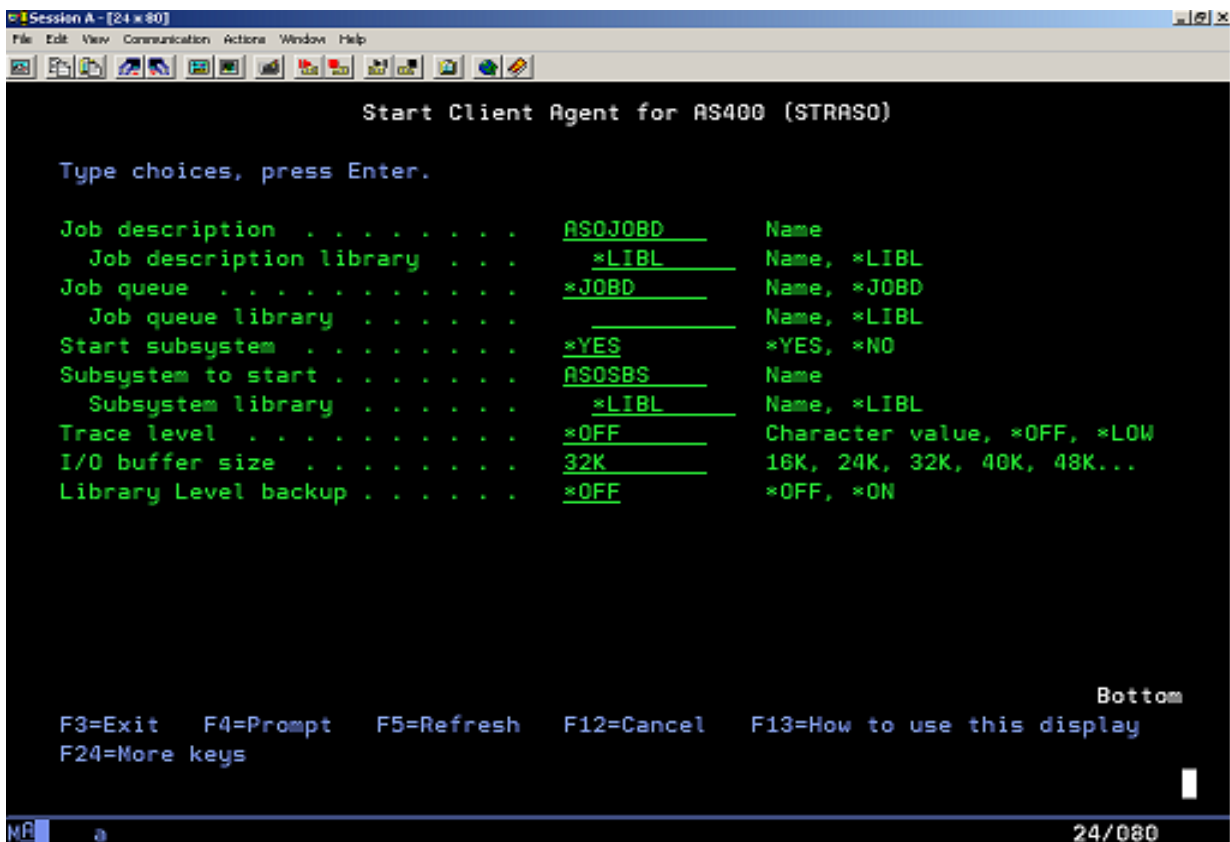 Session A - [24 x 80]
File Edit View Communication Actions Window Help
Start Client Agent for AS400 (STRASO)
Type choices, press Enter.
Job description . . . . . . . . ASOJOBD Name
Job description library . . . *LIBL Name, *LIBL
Job queue . . . . . . . . . . . *JOBD Name, *JOBD
Job queue library . . . . . . Name, *LIBL
Start subsystem . . . . . . . . *YES *YES, *NO
Subsystem to start . . . . . . . ASOSBS Name
Subsystem library . . . . . . *LIBL Name, *LIBL
Trace level . . . . . . . . . . *OFF Character value, *OFF, *LOW
I/O buffer size . . . . . . . . 32K 16K, 24K, 32K, 40K, 48K...
Library Level backup . . . . . . *OFF *OFF, *ON
Bottom
F3=Exit F4=Prompt F5=Refresh F12=Cancel F13=How to use this display
F24=More keys
MA a 24/080